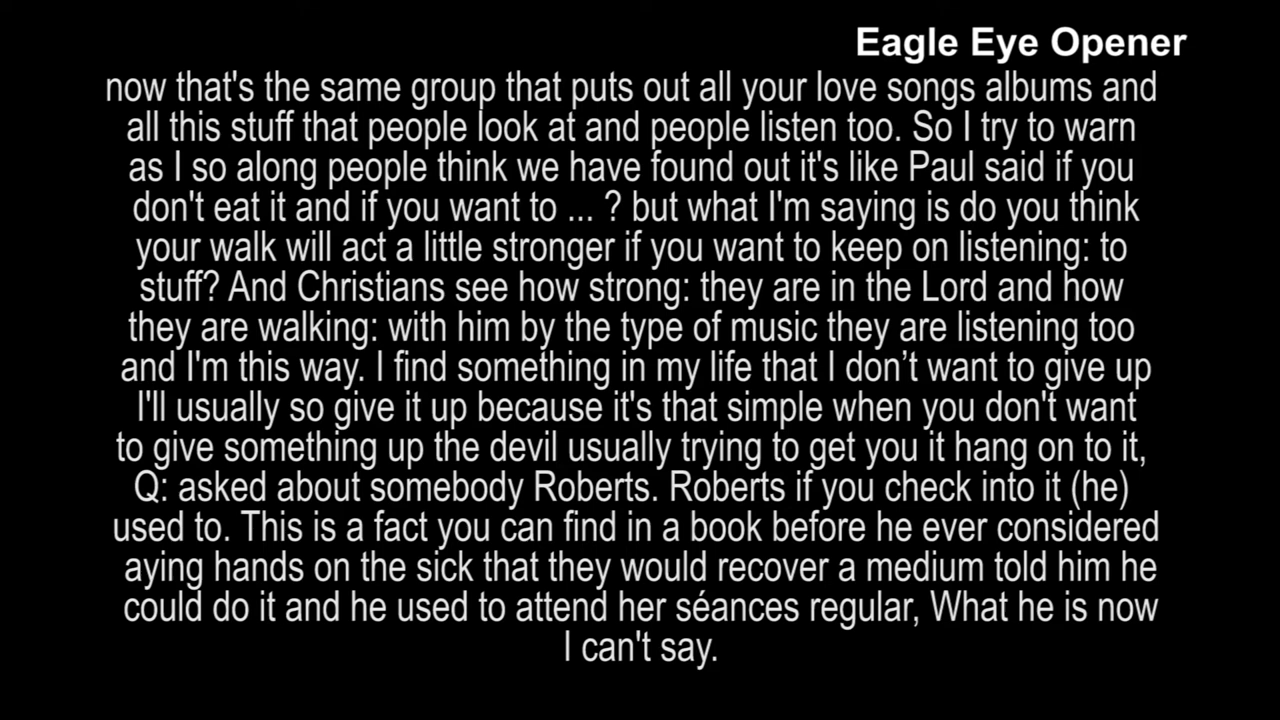 Eagle Eye Opener
now that's the same group that puts out all your love songs albums and
all this stuff that people look at and people listen too. So I try to warn
as I so along people think we have found out it's like Paul said if you
don't eat it and if you want to ... ? but what I'm saying is do you think
your walk will act a little stronger if you want to keep on listening: to
stuff? And Christians see how strong: they are in the Lord and how
they are walking: with him by the type of music they are listening too
and I'm this way. I find something in my life that I don’t want to give up
I'll usually so give it up because it's that simple when you don't want
to give something up the devil usually trying to get you it hang on to it,
Q: asked about somebody Roberts. Roberts if you check into it (he)
used to. This is a fact you can find in a book before he ever considered
aying hands on the sick that they would recover a medium told him he
could do it and he used to attend her séances regular, What he is now
I can't say.